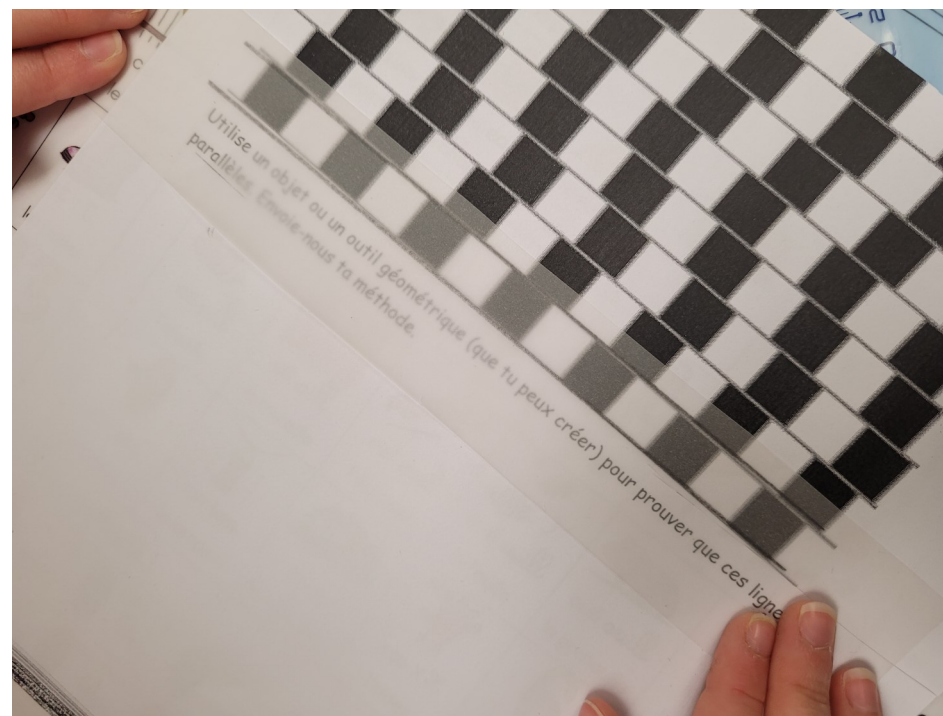 Utilise un objet ou un outil géométrique (que tu peux créer) pour prouver que ces ligne
parallèles. Envoie-nous ta méthode.